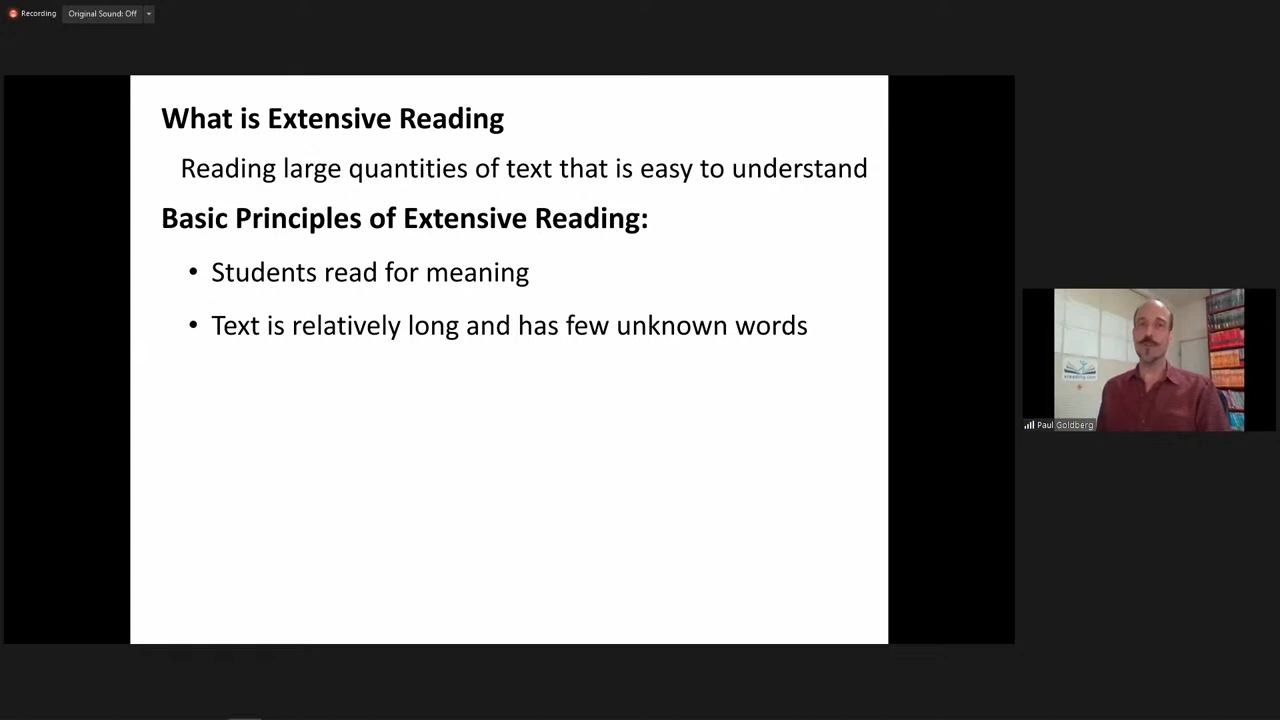 Recording
Original Sound: Off
What is Extensive Reading
Reading large quantities of text that is easy to understand
Basic Principles of Extensive Reading:
• Students read for meaning
• Text is relatively long and has few unknown words
Paul Goldberg